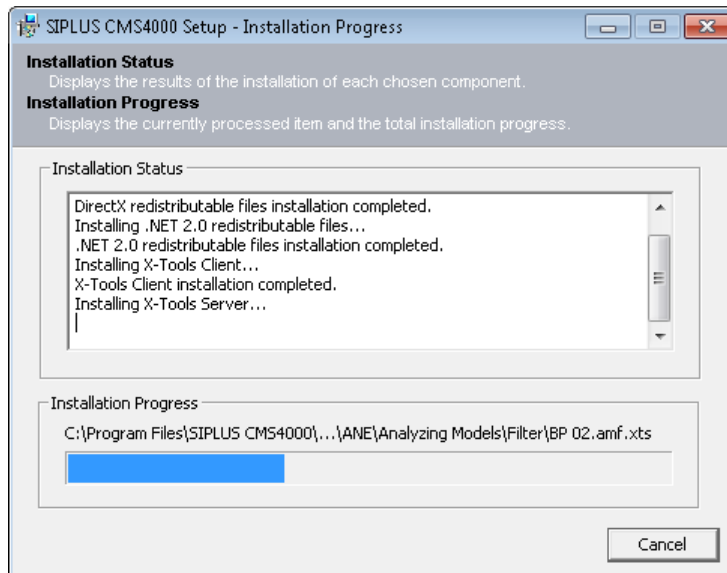 SIPLUS CMS4000 Setup - Installation Progress
Installation Status
Displays the results of the installation of each chosen component.
Installation Progress
Displays the currently processed item and the total installation progress.
Installation Status
DirectX redistributable files installation completed.
Installing .NET 2.0 redistributable files...
.NET 2.0 redistributable files installation completed.
Installing X-Tools Client...
X-Tools Client installation completed.
Installing X-Tools Server...
Installation Progress
C:\Program Files\SIPLUS CMS4000\...\ANE\Analyzing Models\Filter\BP 02.amf.xts
Cancel